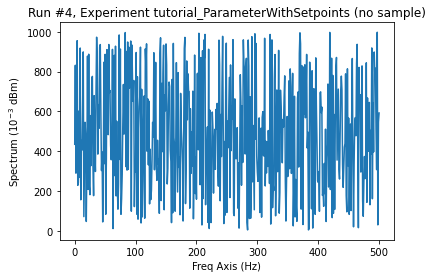 Run #4, Experiment tutorial_ParameterWithSetpoints (no sample)
1000
800
600
400
200
0
Spectrum (10⁻³ dBm)
0 100 200 300 400 500
Freq Axis (Hz)